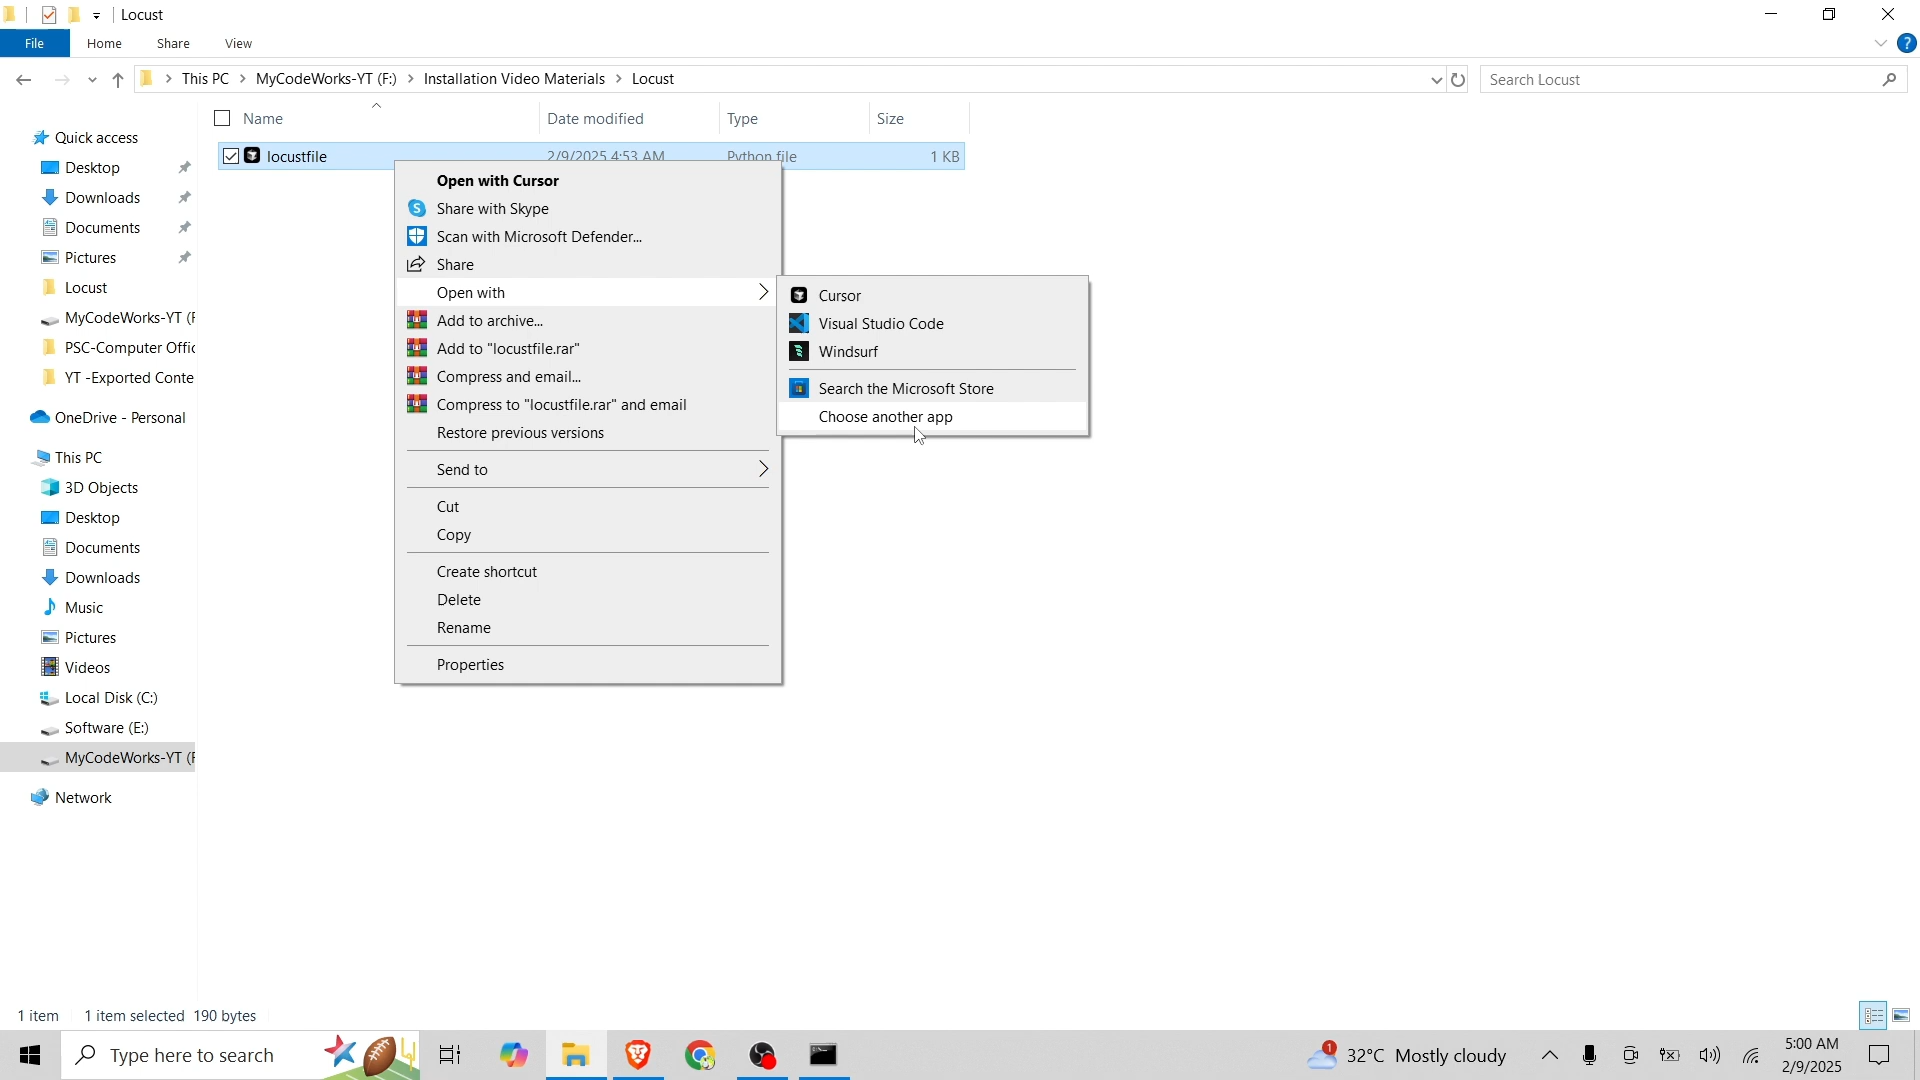 Locust
File
Home
Share
View
?
This PC
MyCodeWorks-YT (F:)
Installation Video Materials
Locust
Search Locust
Name
Date modified
Type
Size
locustfile
2/9/2025 4:53 AM
Python file
1 KB
Quick access
Desktop
Downloads
Documents
Pictures
Locust
MyCodeWorks-YT (F
PSC-Computer Offic
YT -Exported Conte
OneDrive - Personal
This PC
3D Objects
Desktop
Documents
Downloads
Music
Pictures
Videos
Local Disk (C:)
Software (E:)
MyCodeWorks-YT (F
Network
Open with Cursor
Share with Skype
Scan with Microsoft Defender...
Share
Open with
Add to archive...
Add to "locustfile.rar"
Compress and email...
Compress to "locustfile.rar" and email
Restore previous versions
Send to
Cut
Copy
Create shortcut
Delete
Rename
Properties
Cursor
Visual Studio Code
Windsurf
Search the Microsoft Store
Choose another app
1 item
1 item selected 190 bytes
Type here to search
1
32°C Mostly cloudy
5:00 AM
2/9/2025